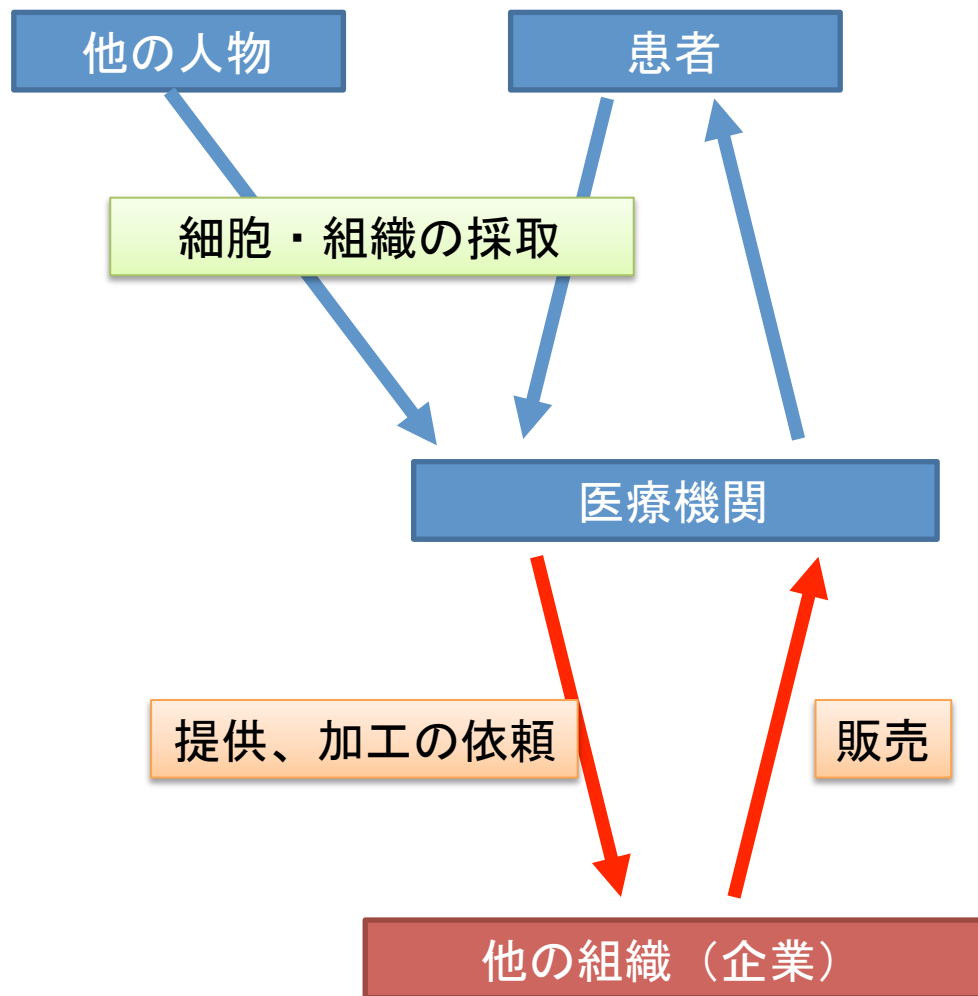 他の人物
患者
細胞・組織の採取
医療機関
提供、加工の依頼
販売
他の組織（企業）